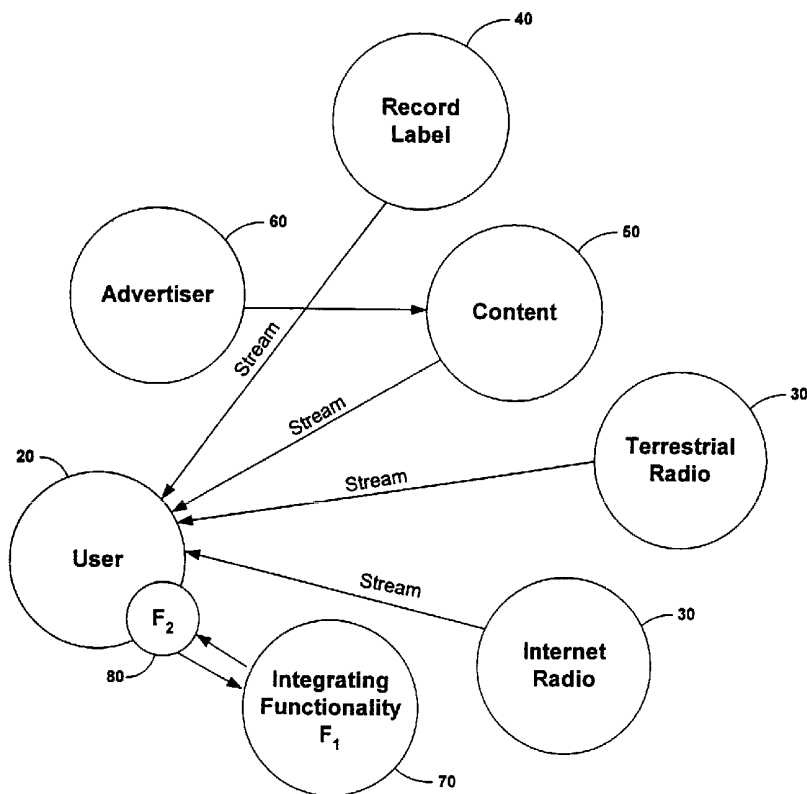 40
Record
Label
60
50
Advertiser
Content
Stream
Stream
30
Terrestrial
Radio
20
Stream
User
Stream
F2
30
80
Integrating
Functionality
F1
Internet
Radio
70